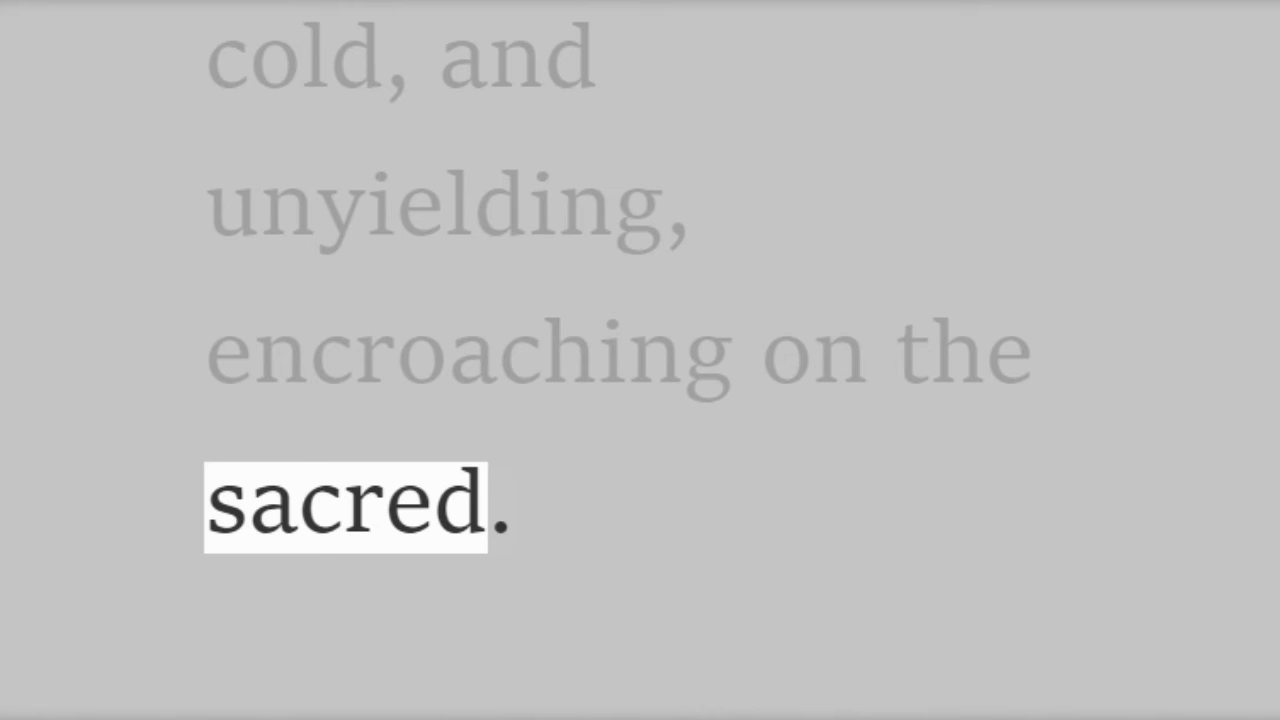 cold, and
unyielding,
encroaching on the
sacred.